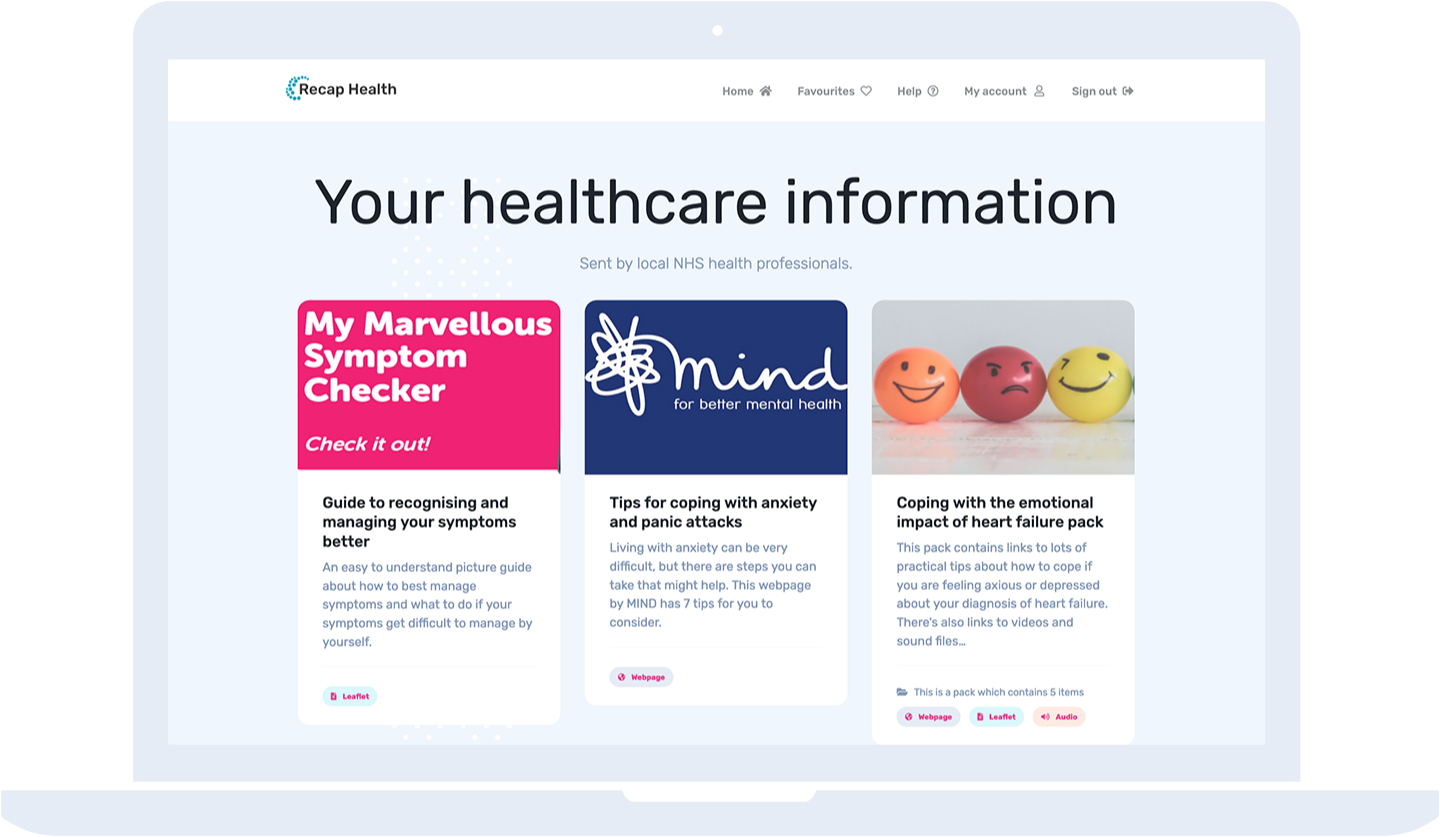 Recap Health
Home
Favourites
Help
My account
Sign out
Your healthcare information
Sent by local NHS health professionals.
My Marvellous
Symptom
Checker
Check it out!
Guide to recognising and
managing your symptoms
better
An easy to understand picture guide
about how to best manage
symptoms and what to do if your
symptoms get difficult to manage by
yourself.
Leaflet
mind
for better mental health
Tips for coping with anxiety
and panic attacks
Living with anxiety can be very
difficult, but there are steps you can
take that might help. This webpage
by MIND has 7 tips for you to
consider.
Webpage
Coping with the emotional
impact of heart failure pack
This pack contains links to lots of
practical tips about how to cope if
you are feeling axious or depressed
about your diagnosis of heart failure.
There's also links to videos and
sound files...
This is a pack which contains 5 items
Webpage
Leaflet
Audio